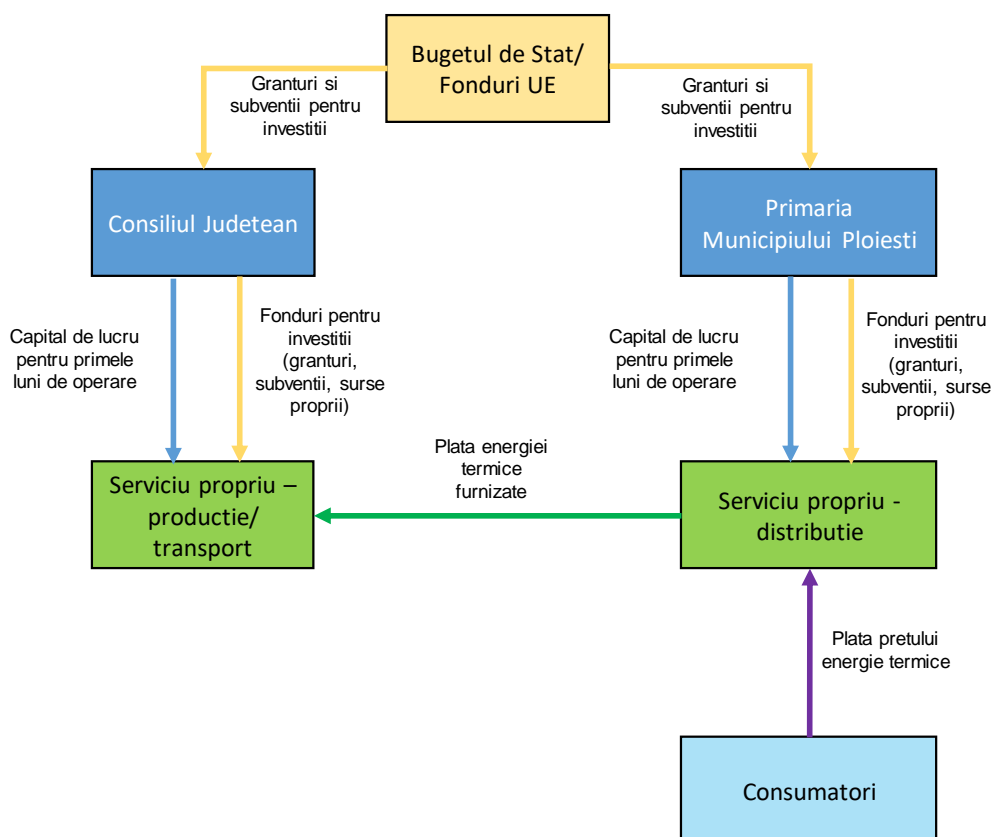 Bugetul de Stat/
Fonduri UE
Granturi si
subventii pentru
investitii
Granturi si
subventii pentru
investitii
Consiliul Judetean
Primaria
Municipiului Ploiesti
Capital de lucru
pentru primele
luni de operare
Fonduri pentru
investitii
(granturi,
subventii, surse
proprii)
Capital de lucru
pentru primele
luni de operare
Fonduri pentru
investitii
(granturi,
subventii, surse
proprii)
Serviciu propriu –
productie/
transport
Plata energiei
termice
furnizate
Serviciu propriu -
distributie
Plata pretului
energie termice
Consumatori